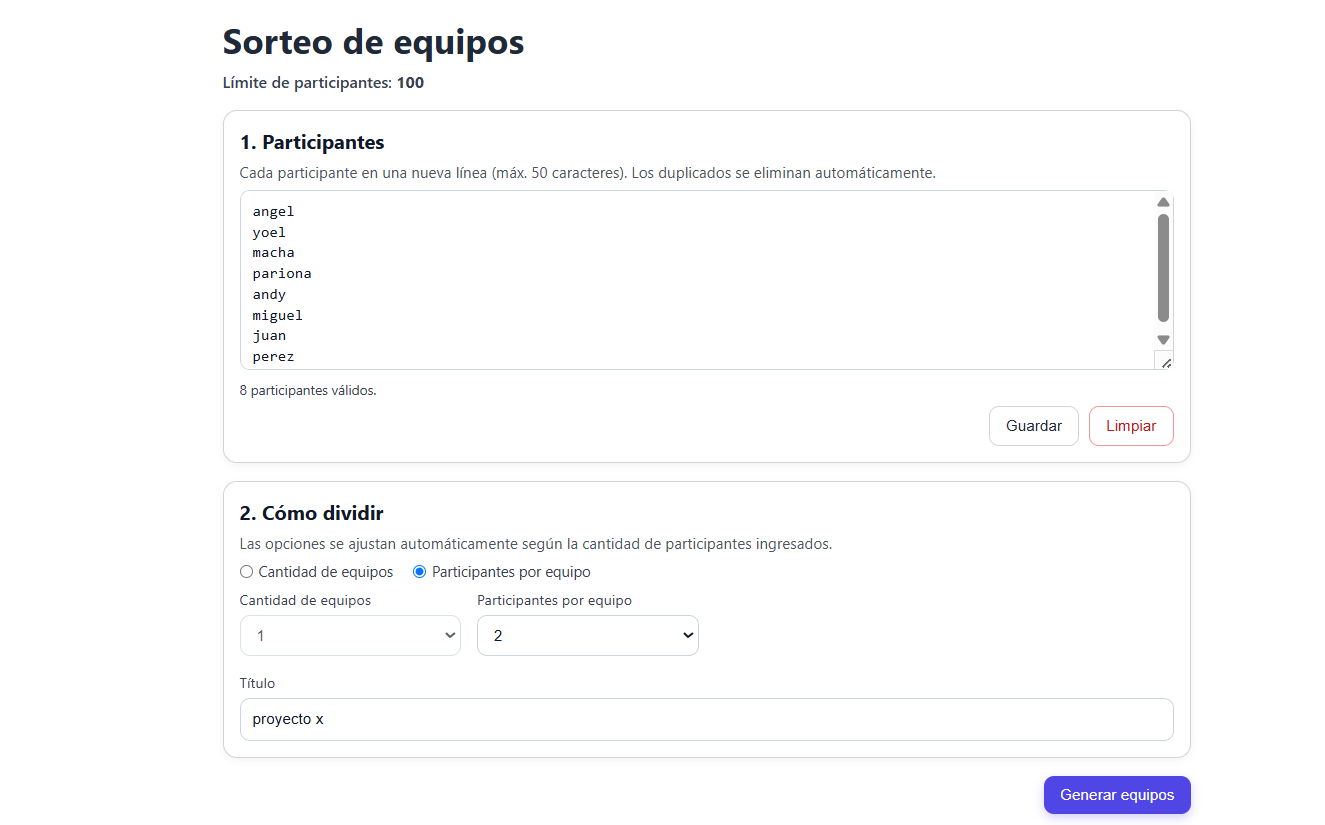 Sorteo de equipos
Límite de participantes: 100
1. Participantes
Cada participante en una nueva línea (máx. 50 caracteres). Los duplicados se eliminan automáticamente.
angel
yoel
macha
pariona
andy
miguel
juan
perez
8 participantes válidos.
Guardar Limpiar
2. Cómo dividir
Las opciones se ajustan automáticamente según la cantidad de participantes ingresados.
Cantidad de equipos Participantes por equipo
Cantidad de equipos Participantes por equipo
1 2
Título
proyecto x
Generar equipos